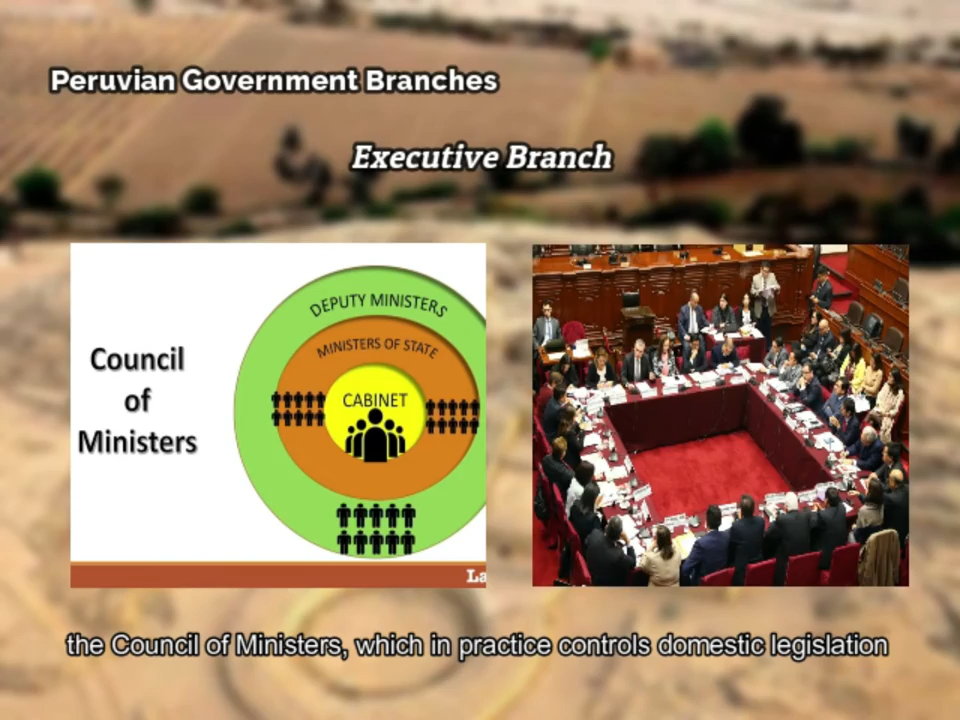 Peruvian Government Branches
Executive Branch
Council
of
Ministers
DEPUTY MINISTERS
MINISTERS OF STATE
CABINET
La
the Council of Ministers, which in practice controls domestic legislation